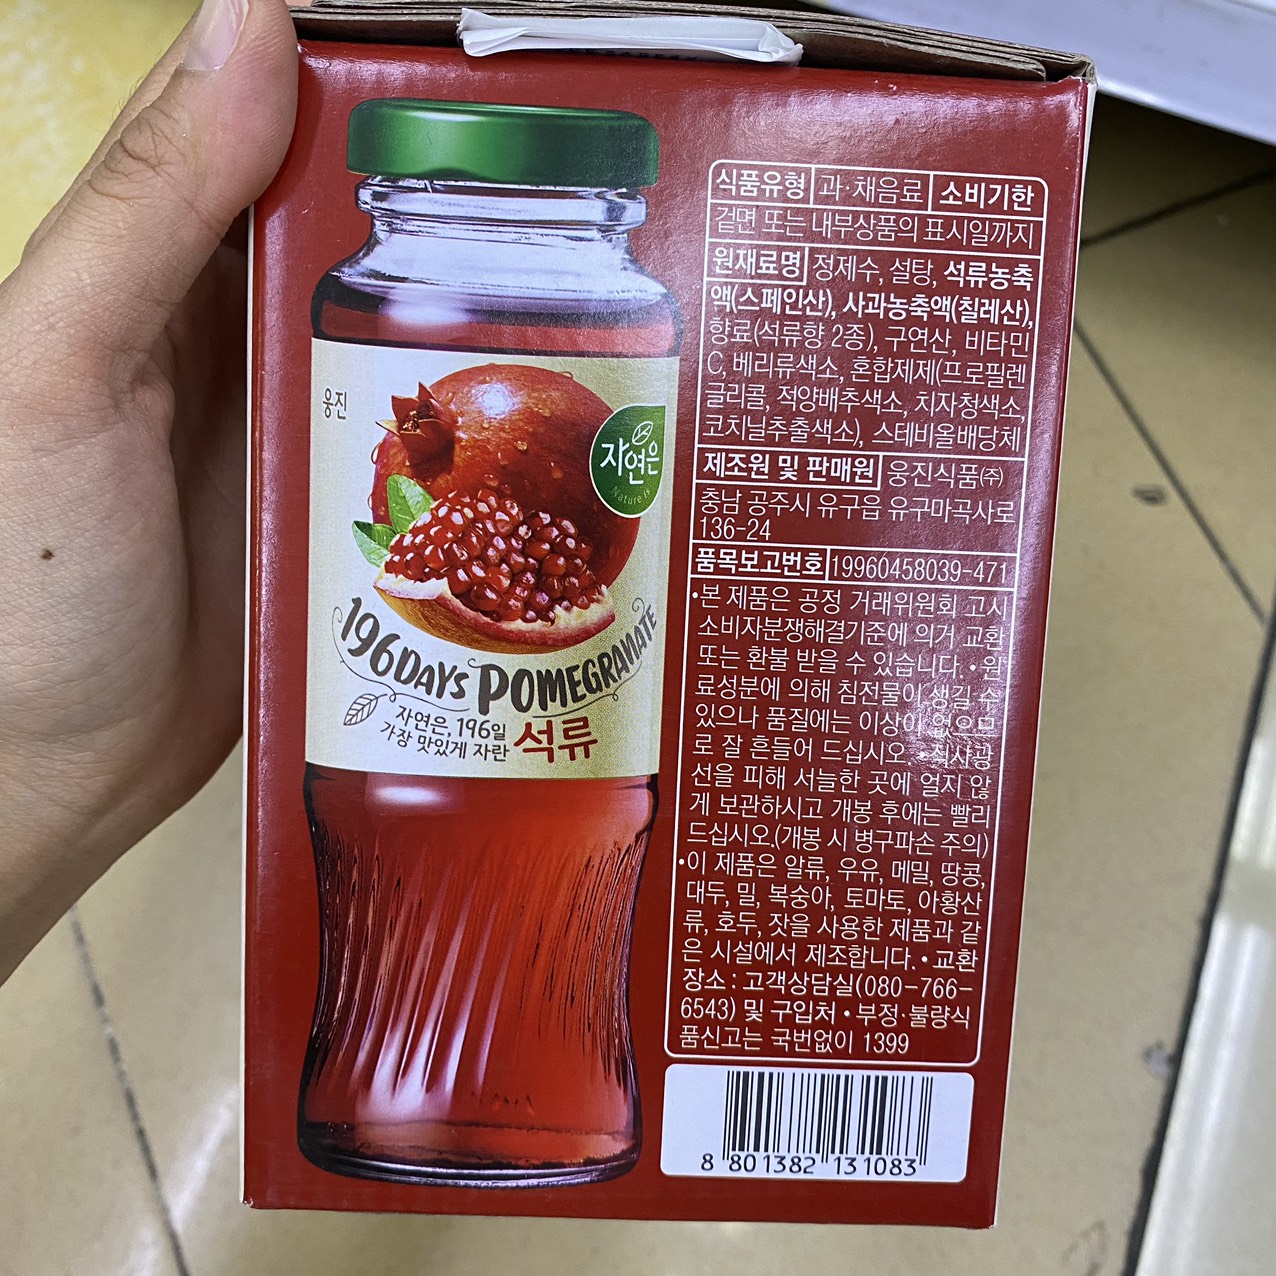 웅진
자연은
Nature is
196DAYS POMEGRANATE
자연은, 196일
가장 맛있게 자란 석류
식품유형 과·채음료 소비기한
겉면 또는 내부상품의 표시일까지
원재료명 정제수, 설탕, 석류농축
액(스페인산), 사과농축액(칠레산),
향료(석류향 2종), 구연산, 비타민
C, 베리류색소, 혼합제제(프로필렌
글리콜, 적양배추색소, 치자청색소,
코치닐추출색소), 스테비올배당체
제조원 및 판매원 웅진식품㈜
충남 공주시 유구읍 유구마곡사로
136-24
품목보고번호 19960458039-471
•본 제품은 공정 거래위원회 고시
소비자분쟁해결기준에 의거 교환
또는 환불 받을 수 있습니다. •원
료성분에 의해 침전물이 생길 수
있으나 품질에는 이상이 없으므
로 잘 흔들어 드십시오. •직사광
선을 피해 서늘한 곳에 얼지 않
게 보관하시고 개봉 후에는 빨리
드십시오.(개봉 시 병구파손 주의)
•이 제품은 알류, 우유, 메밀, 땅콩,
대두, 밀, 복숭아, 토마토, 아황산
류, 호두, 잣을 사용한 제품과 같
은 시설에서 제조합니다. •교환
장소 : 고객상담실(080-766-
6543) 및 구입처 •부정·불량식
품신고는 국번없이 1399
8 801382 131083